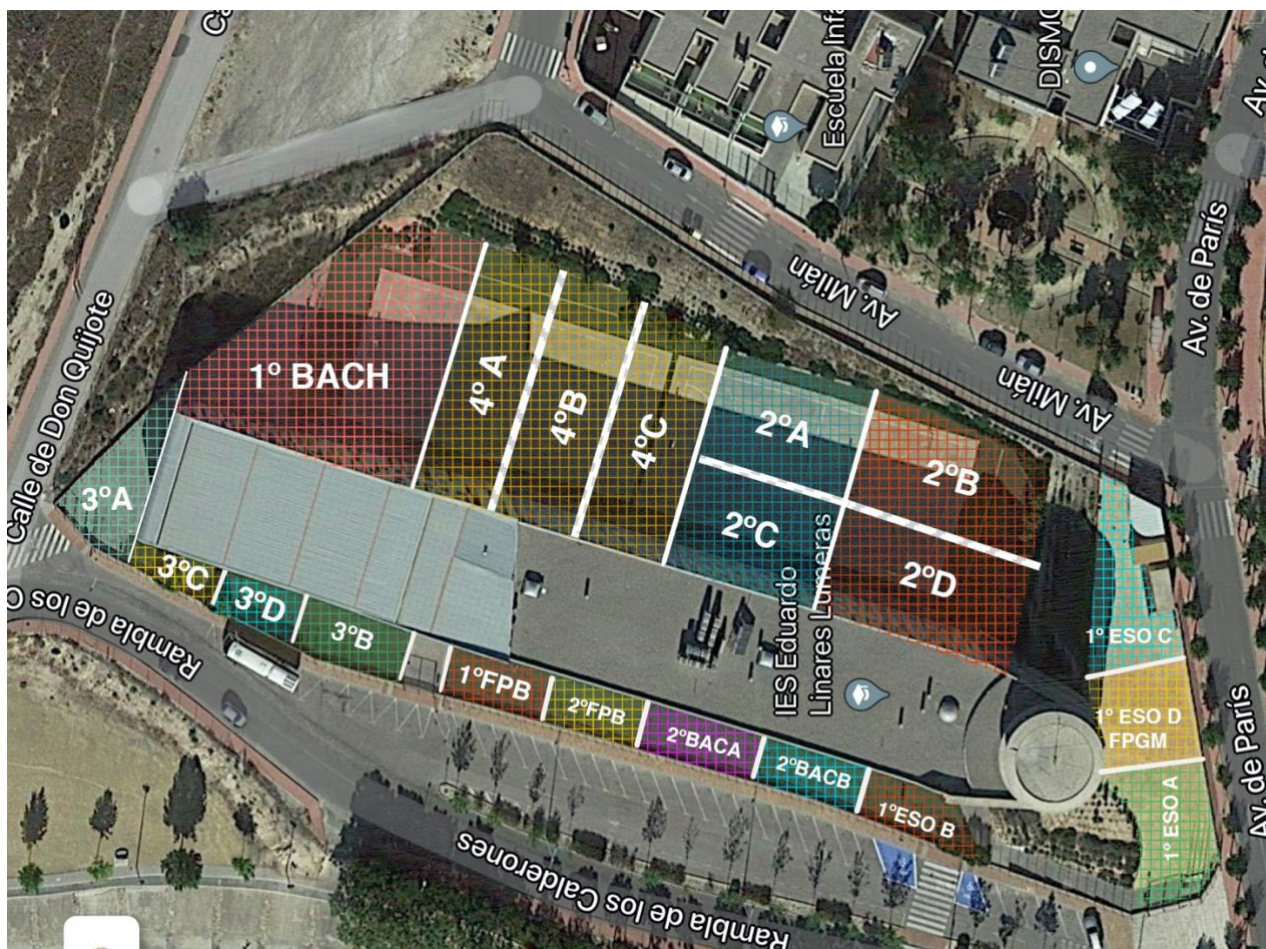 Ca
Escuela Infa
DISMO
Av. d
Av. de París
Av. Milán
Av. Milán
Calle de Don Quijote
1º BACH
4º A
4ºB
4ºC
2ºA
2ºB
2ºC
2ºD
3ºA
3ºC
3ºD
3ºB
1ºFPB
2ºFPB
2ºBACA
2ºBACB
1ºESO B
1º ESO C
1º ESO D
FPGM
1º ESO A
IES Eduardo
Linares Lumeras
Rambla de los C
Rambla de los Calderones
Av. de París